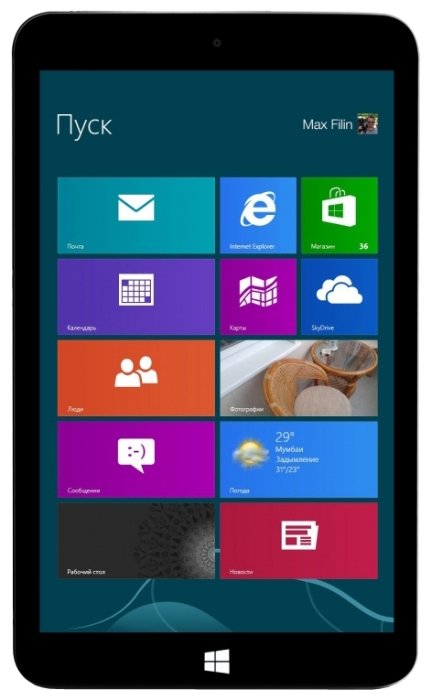 Пуск
Max Filin
Почта
Internet Explorer
Магазин
36
Календарь
Карты
SkyDrive
Люди
Фотографии
:-)
Сообщения
29°
Мумбаи
Задымление
31°/23°
Погода
Рабочий стол
Новости